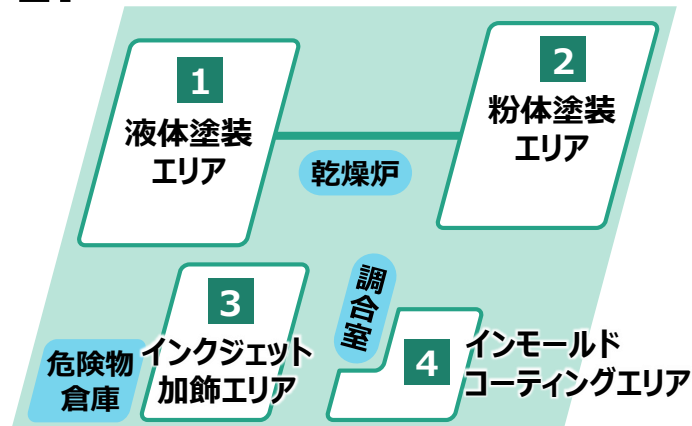 1
液体塗装
エリア
2
粉体塗装
エリア
乾燥炉
調合室
3
インクジェット
加飾エリア
危険物
倉庫
4
インモールド
コーティングエリア